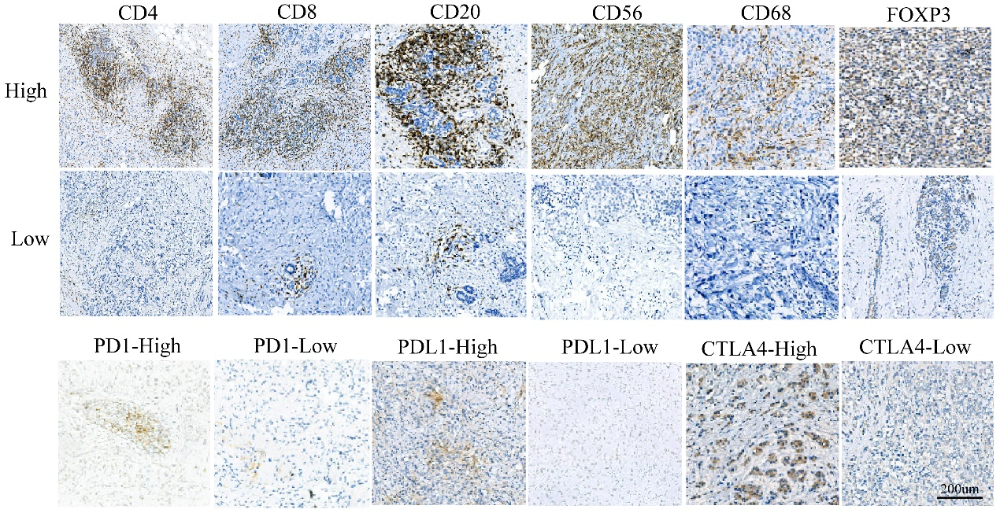 CD4 CD8 CD20 CD56 CD68 FOXP3
High
Low
PD1-High PD1-Low PDL1-High PDL1-Low CTLA4-High CTLA4-Low
200um